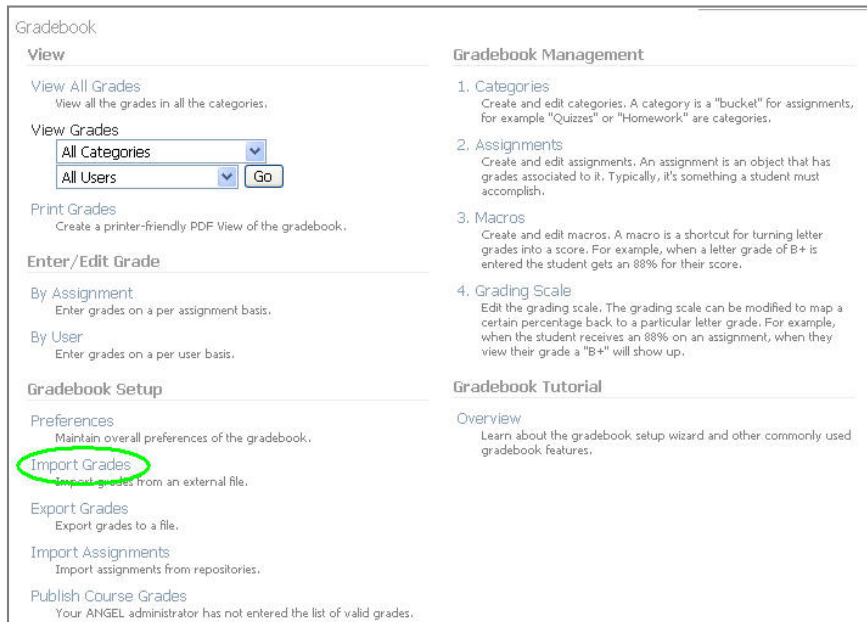 Gradebook
View
View All Grades
View all the grades in all the categories.
View Grades
All Categories
All Users
Go
Print Grades
Create a printer-friendly PDF View of the gradebook.
Enter/Edit Grade
By Assignment
Enter grades on a per assignment basis.
By User
Enter grades on a per user basis.
Gradebook Setup
Preferences
Maintain overall preferences of the gradebook.
Import Grades
Import grades from an external file.
Export Grades
Export grades to a file.
Import Assignments
Import assignments from repositories.
Publish Course Grades
Your ANGEL administrator has not entered the list of valid grades.
Gradebook Management
1. Categories
Create and edit categories. A category is a "bucket" for assignments,
for example "Quizzes" or "Homework" are categories.
2. Assignments
Create and edit assignments. An assignment is an object that has
grades associated to it. Typically, it's something a student must
accomplish.
3. Macros
Create and edit macros. A macro is a shortcut for turning letter
grades into a score. For example, when a letter grade of B+ is
entered the student gets an 88% for their score.
4. Grading Scale
Edit the grading scale. The grading scale can be modified to map a
certain percentage back to a particular letter grade. For example,
when the student receives an 88% on an assignment, when they
view their grade a "B+" will show up.
Gradebook Tutorial
Overview
Learn about the gradebook setup wizard and other commonly used
gradebook features.